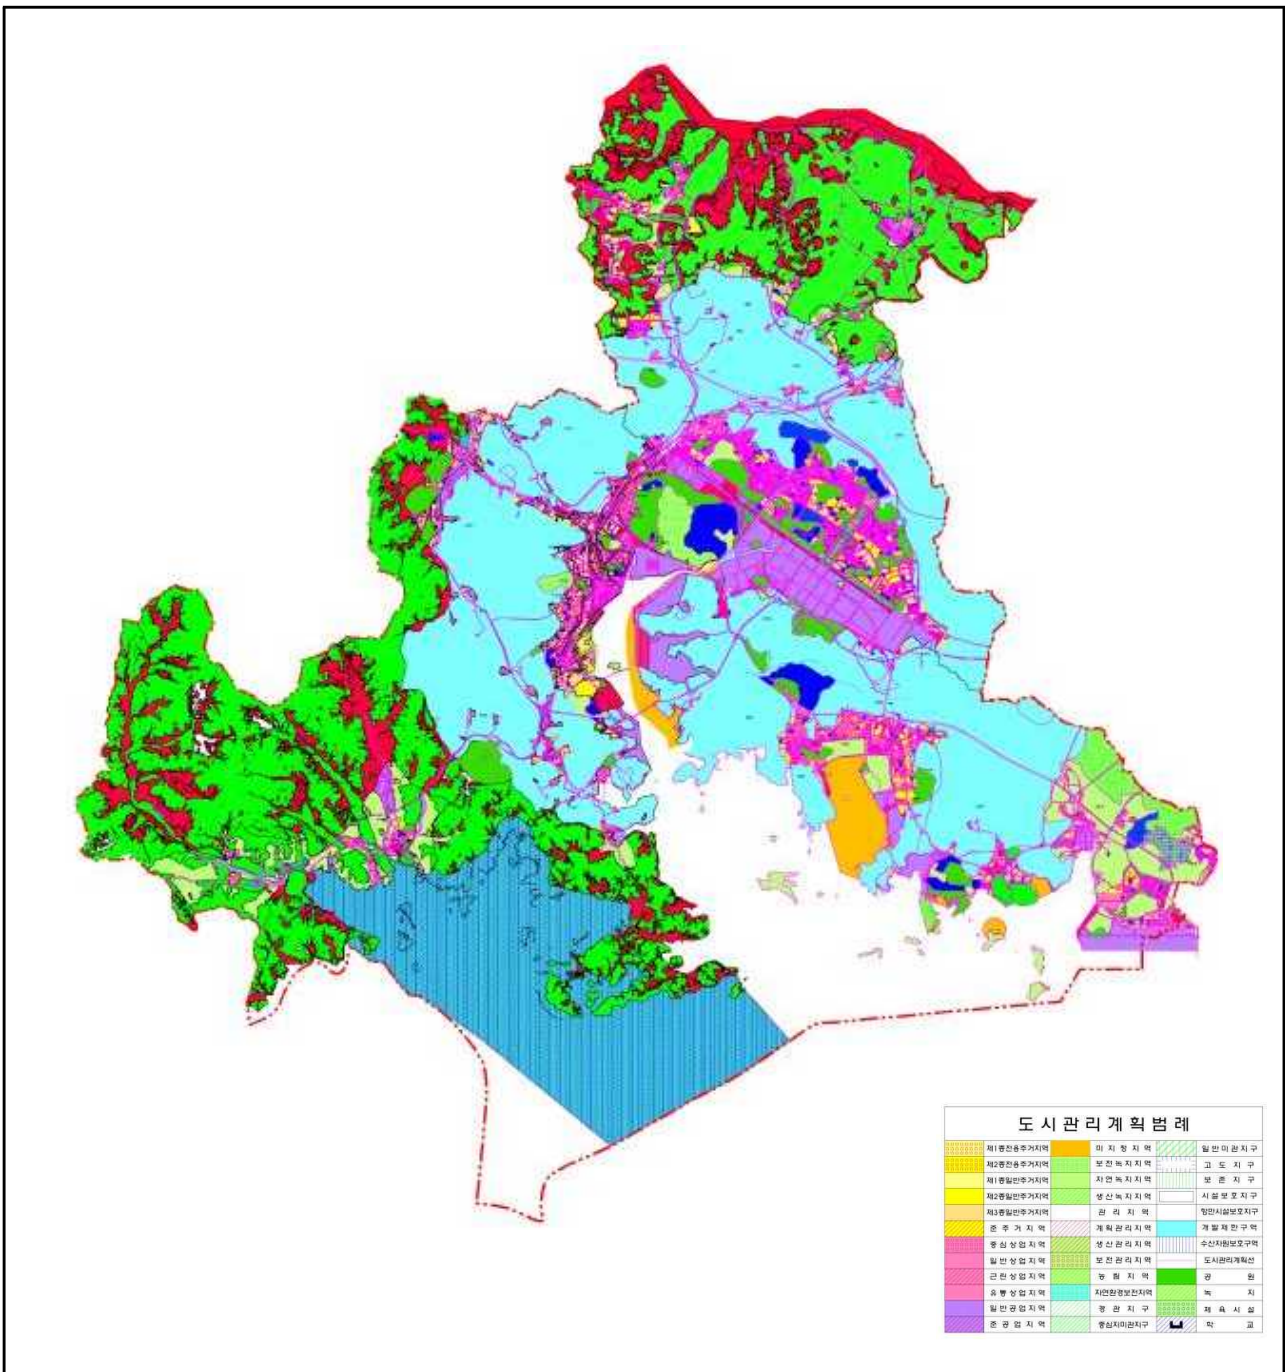 도시관리계획범례
제1종전용주거지역 미지정지역 일반미관지구
제2종전용주거지역 보전녹지지역 고도지구
제1종일반주거지역 자연녹지지역 보존지구
제2종일반주거지역 생산녹지지역 시설보호지구
제3종일반주거지역 관리지역 항만시설보호지구
준주거지역 계획관리지역 개발제한구역
중심상업지역 생산관리지역 수산자원보호구역
일반상업지역 보전관리지역 도시관리계획선
근린상업지역 농림지역 공원
유통상업지역 자연환경보전지역 녹지
일반공업지역 경관지구 체육시설
준공업지역 중심지미관지구 학교